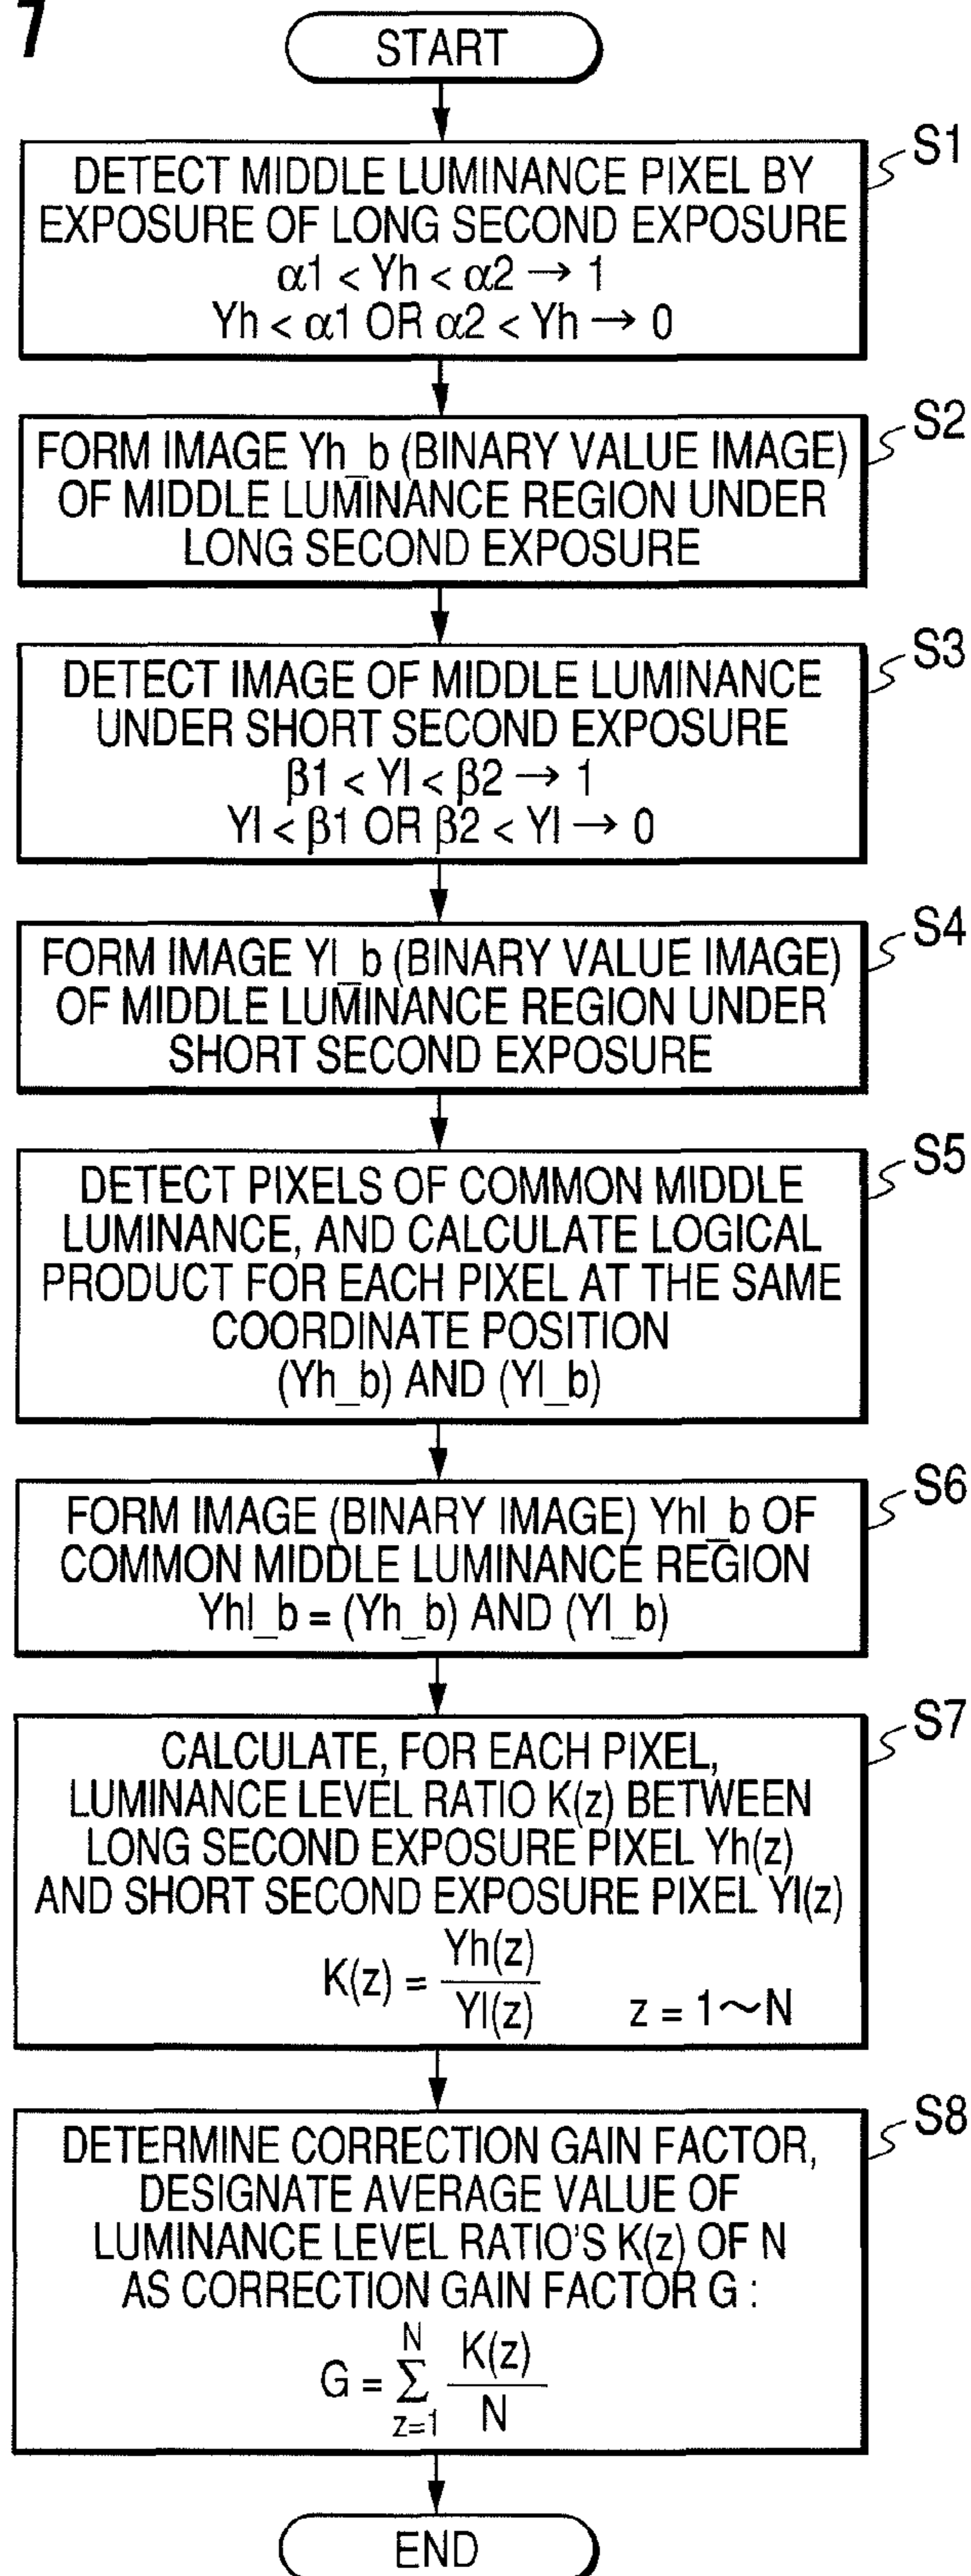 7
START
S1
DETECT MIDDLE LUMINANCE PIXEL BY
EXPOSURE OF LONG SECOND EXPOSURE
α1 < Yh < α2 → 1
Yh < α1 OR α2 < Yh → 0
S2
FORM IMAGE Yh_b (BINARY VALUE IMAGE)
OF MIDDLE LUMINANCE REGION UNDER
LONG SECOND EXPOSURE
S3
DETECT IMAGE OF MIDDLE LUMINANCE
UNDER SHORT SECOND EXPOSURE
β1 < Yl < β2 → 1
Yl < β1 OR β2 < Yl → 0
S4
FORM IMAGE Yl_b (BINARY VALUE IMAGE)
OF MIDDLE LUMINANCE REGION UNDER
SHORT SECOND EXPOSURE
S5
DETECT PIXELS OF COMMON MIDDLE
LUMINANCE, AND CALCULATE LOGICAL
PRODUCT FOR EACH PIXEL AT THE SAME
COORDINATE POSITION
(Yh_b) AND (Yl_b)
S6
FORM IMAGE (BINARY IMAGE) Yhl_b OF
COMMON MIDDLE LUMINANCE REGION
Yhl_b = (Yh_b) AND (Yl_b)
S7
CALCULATE, FOR EACH PIXEL,
LUMINANCE LEVEL RATIO K(z) BETWEEN
LONG SECOND EXPOSURE PIXEL Yh(z)
AND SHORT SECOND EXPOSURE PIXEL Yl(z)
K(z) = Yh(z) / Yl(z) z = 1～N
S8
DETERMINE CORRECTION GAIN FACTOR,
DESIGNATE AVERAGE VALUE OF
LUMINANCE LEVEL RATIO'S K(z) OF N
AS CORRECTION GAIN FACTOR G :
G = N Σ z=1 K(z) / N
END